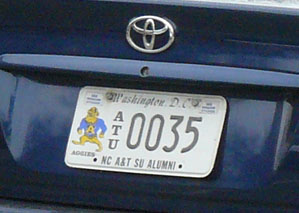 Washington, D.C.
ATU 0035
AGGIES
NC A&T SU ALUMNI